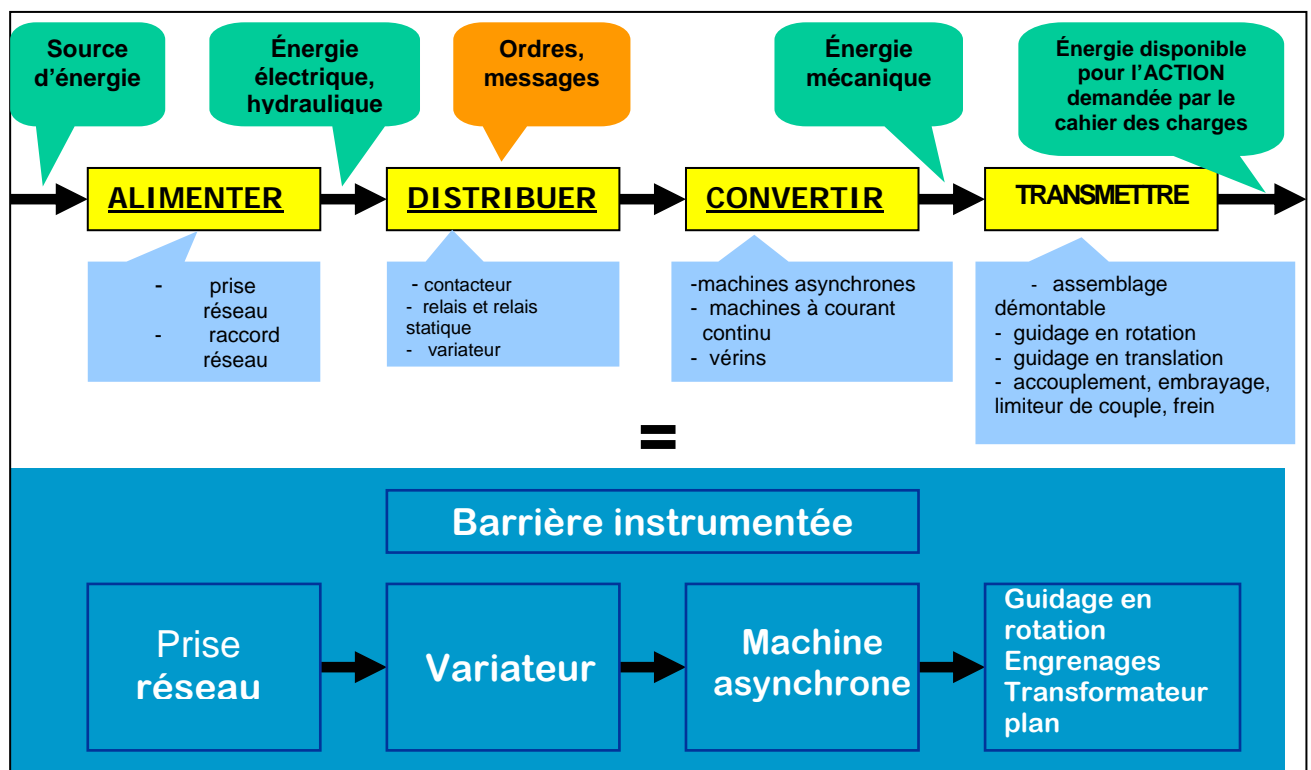 Source
d'énergie
Énergie
électrique,
hydraulique
Ordres,
messages
Énergie
mécanique
Énergie disponible
pour l'ACTION
demandée par le
cahier des charges
ALIMENTER
DISTRIBUER
CONVERTIR
TRANSMETTRE
- prise
réseau
- raccord
réseau
- contacteur
- relais et relais
statique
- variateur
-machines asynchrones
- machines à courant
continu
- vérins
- assemblage
démontable
- guidage en rotation
- guidage en translation
- accouplement, embrayage,
limiteur de couple, frein
=
Barrière instrumentée
Prise
réseau
Variateur
Machine
asynchrone
Guidage en
rotation
Engrenages
Transformateur
plan